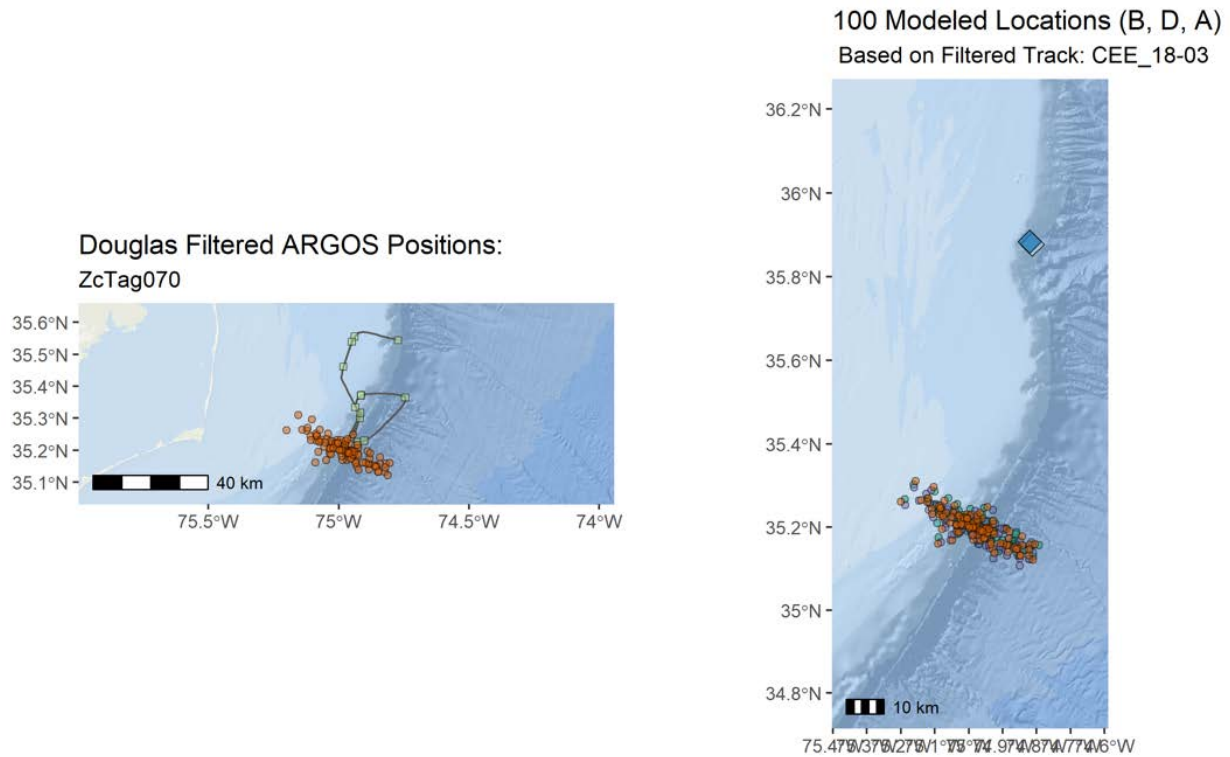 100 Modeled Locations (B, D, A)
Based on Filtered Track: CEE_18-03
36.2°N
36°N
35.8°N
35.6°N
35.4°N
35.2°N
35°N
34.8°N
10 km
Douglas Filtered ARGOS Positions:
ZcTag070
35.6°N
35.5°N
35.4°N
35.3°N
35.2°N
35.1°N
40 km
75.5°W
75°W
74.5°W
74°W